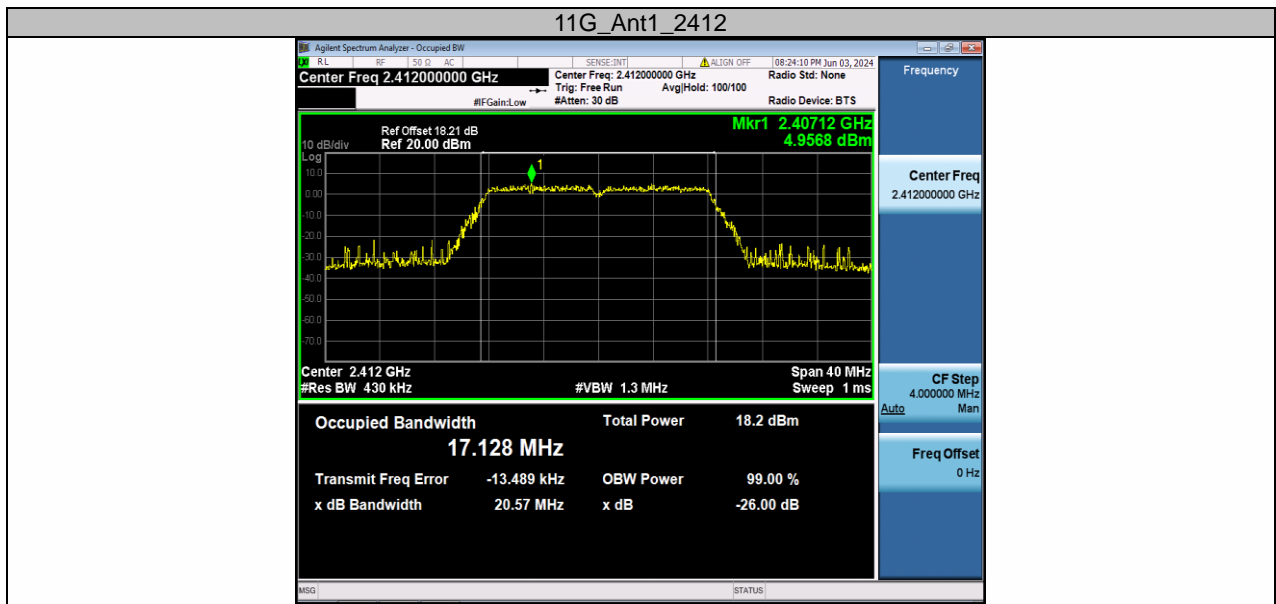 11G_Ant1_2412
Agilent Spectrum Analyzer - Occupied BW
RL RF 50 Ω AC SENSE:INT ALIGN OFF 08:24:10 PM Jun 03, 2024
Center Freq 2.412000000 GHz Center Freq: 2.412000000 GHz Radio Std: None
Trig: Free Run Avg|Hold: 100/100
#IFGain:Low #Atten: 30 dB Radio Device: BTS
Frequency
Mkr1 2.40712 GHz
Ref Offset 18.21 dB
4.9568 dBm
10 dB/div Ref 20.00 dBm
Log
1
10.0
0.00
-10.0
-20.0
-30.0
-40.0
-50.0
-60.0
-70.0
Center 2.412 GHz Span 40 MHz
#Res BW 430 kHz #VBW 1.3 MHz Sweep 1 ms
Occupied Bandwidth Total Power 18.2 dBm
17.128 MHz
Transmit Freq Error -13.489 kHz OBW Power 99.00 %
x dB Bandwidth 20.57 MHz x dB -26.00 dB
Center Freq
2.412000000 GHz
CF Step
4.000000 MHz
Auto Man
Freq Offset
0 Hz
MSG STATUS